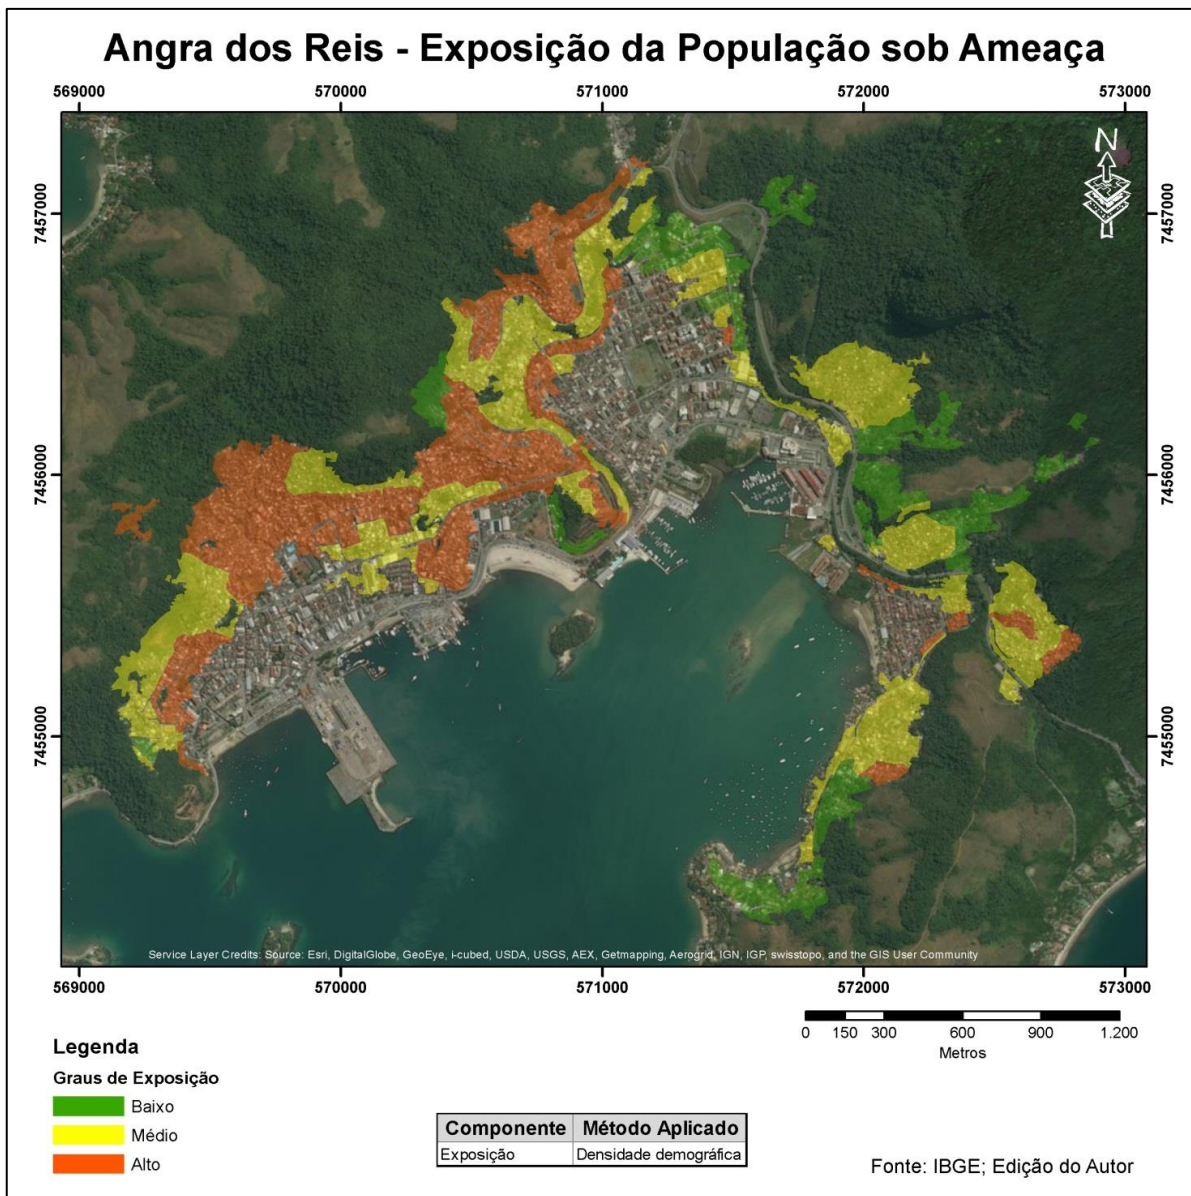 Angra dos Reis - Exposição da População sob Ameaça
569000 570000 571000 572000 573000
N
7457000 7457000
7456000 7456000
7455000 7455000
Service Layer Credits: Source: Esri, DigitalGlobe, GeoEye, i-cubed, USDA, USGS, AEX, Getmapping, Aerogrid, IGN, IGP, swisstopo, and the GIS User Community
569000 570000 571000 572000 573000
0 150 300 600 900 1.200
Metros
Legenda
Graus de Exposição
Baixo
Médio
Alto
Componente Método Aplicado
Exposição Densidade demográfica
Fonte: IBGE; Edição do Autor